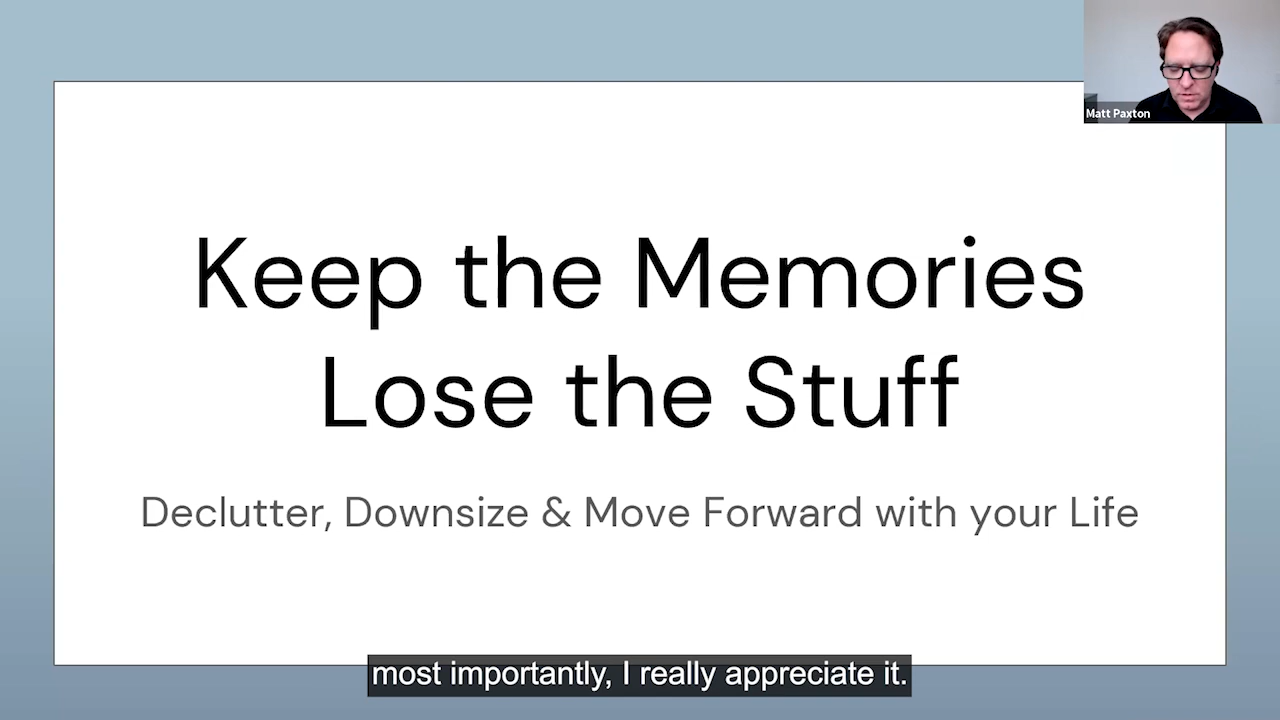 Matt Paxton
Keep the Memories
Lose the Stuff
Declutter, Downsize & Move Forward with your Life
most importantly, I really appreciate it.